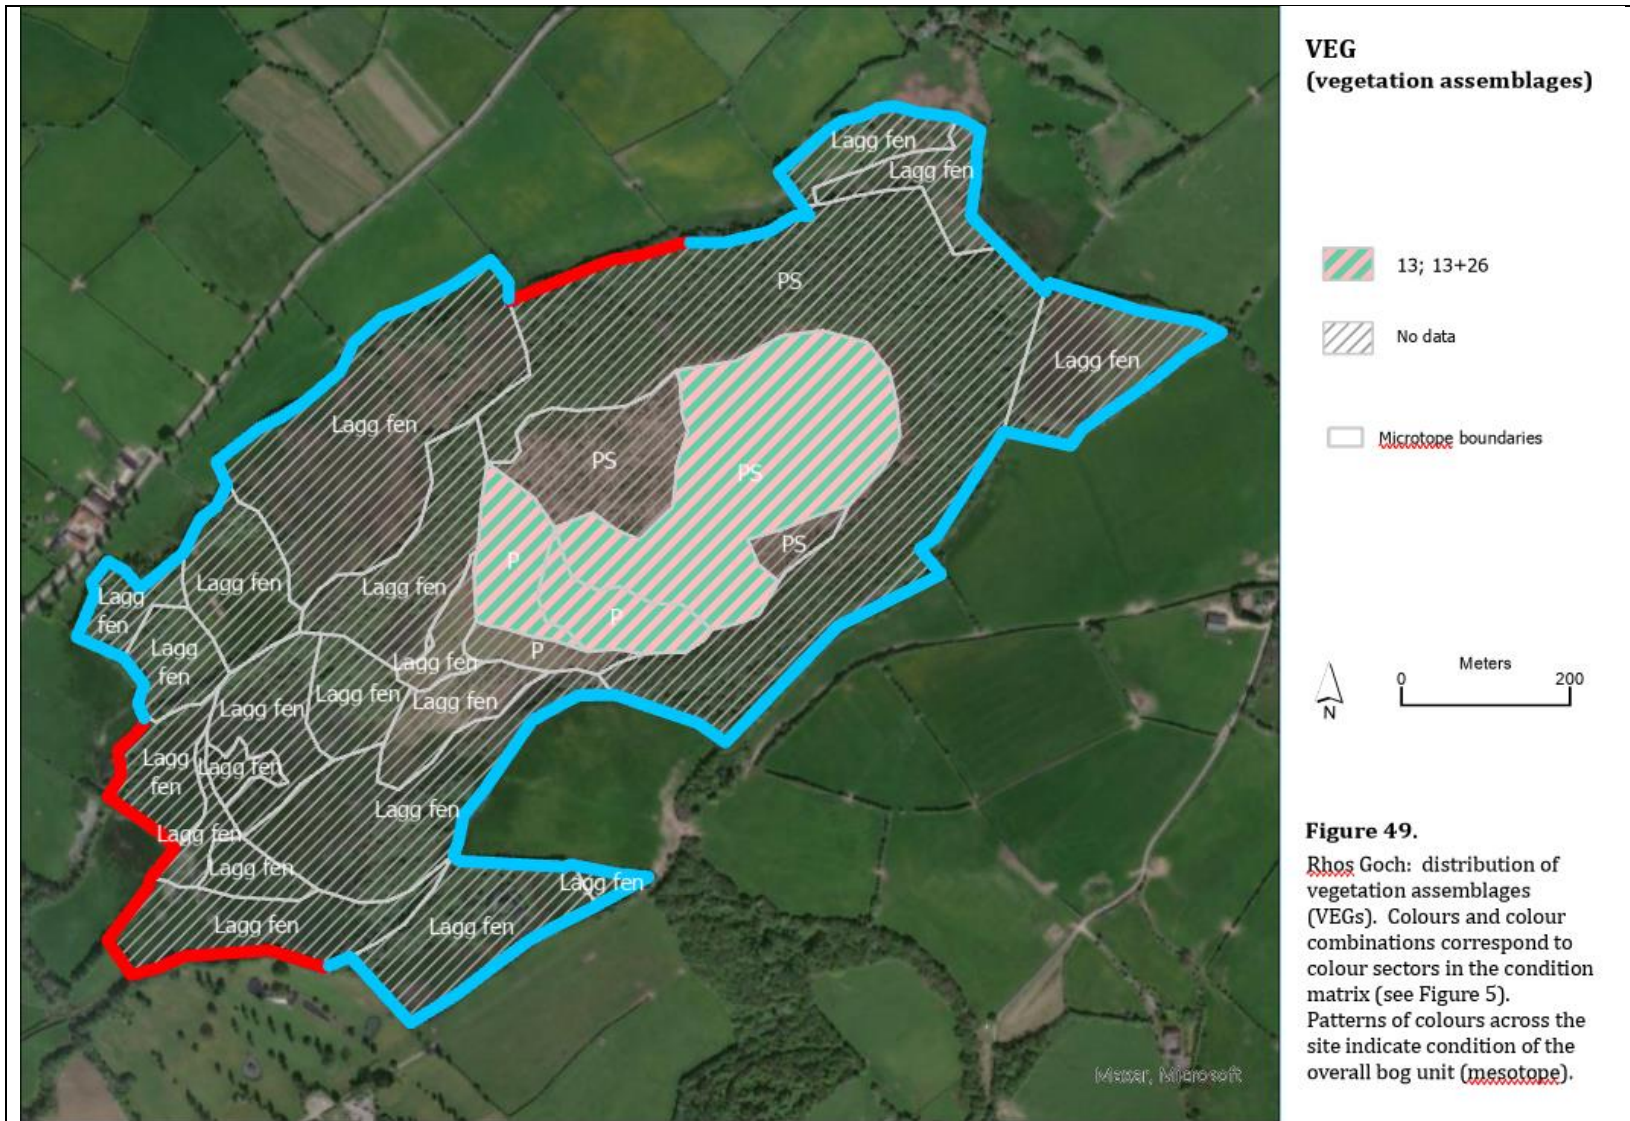 VEG
(vegetation assemblages)
13; 13+26
No data
Microtope boundaries
Meters
0 200
N
Figure 49.
Rhos Goch: distribution of
vegetation assemblages
(VEGs). Colours and colour
combinations correspond to
colour sectors in the condition
matrix (see Figure 5).
Patterns of colours across the
site indicate condition of the
overall bog unit (mesotope).
Lagg fen
Lagg fen
PS
Lagg fen
Lagg fen
PS
PS
PS
P
Lagg fen
Lagg fen
Lagg
fen
P
Lagg
fen
P
Lagg fen
Lagg fen
Lagg fen
Lagg fen
Lagg
fen
Lagg fen
Lagg fen
Lagg fen
Lagg fen
Lagg fen
Lagg fen
Lagg fen
Maxar, Microsoft